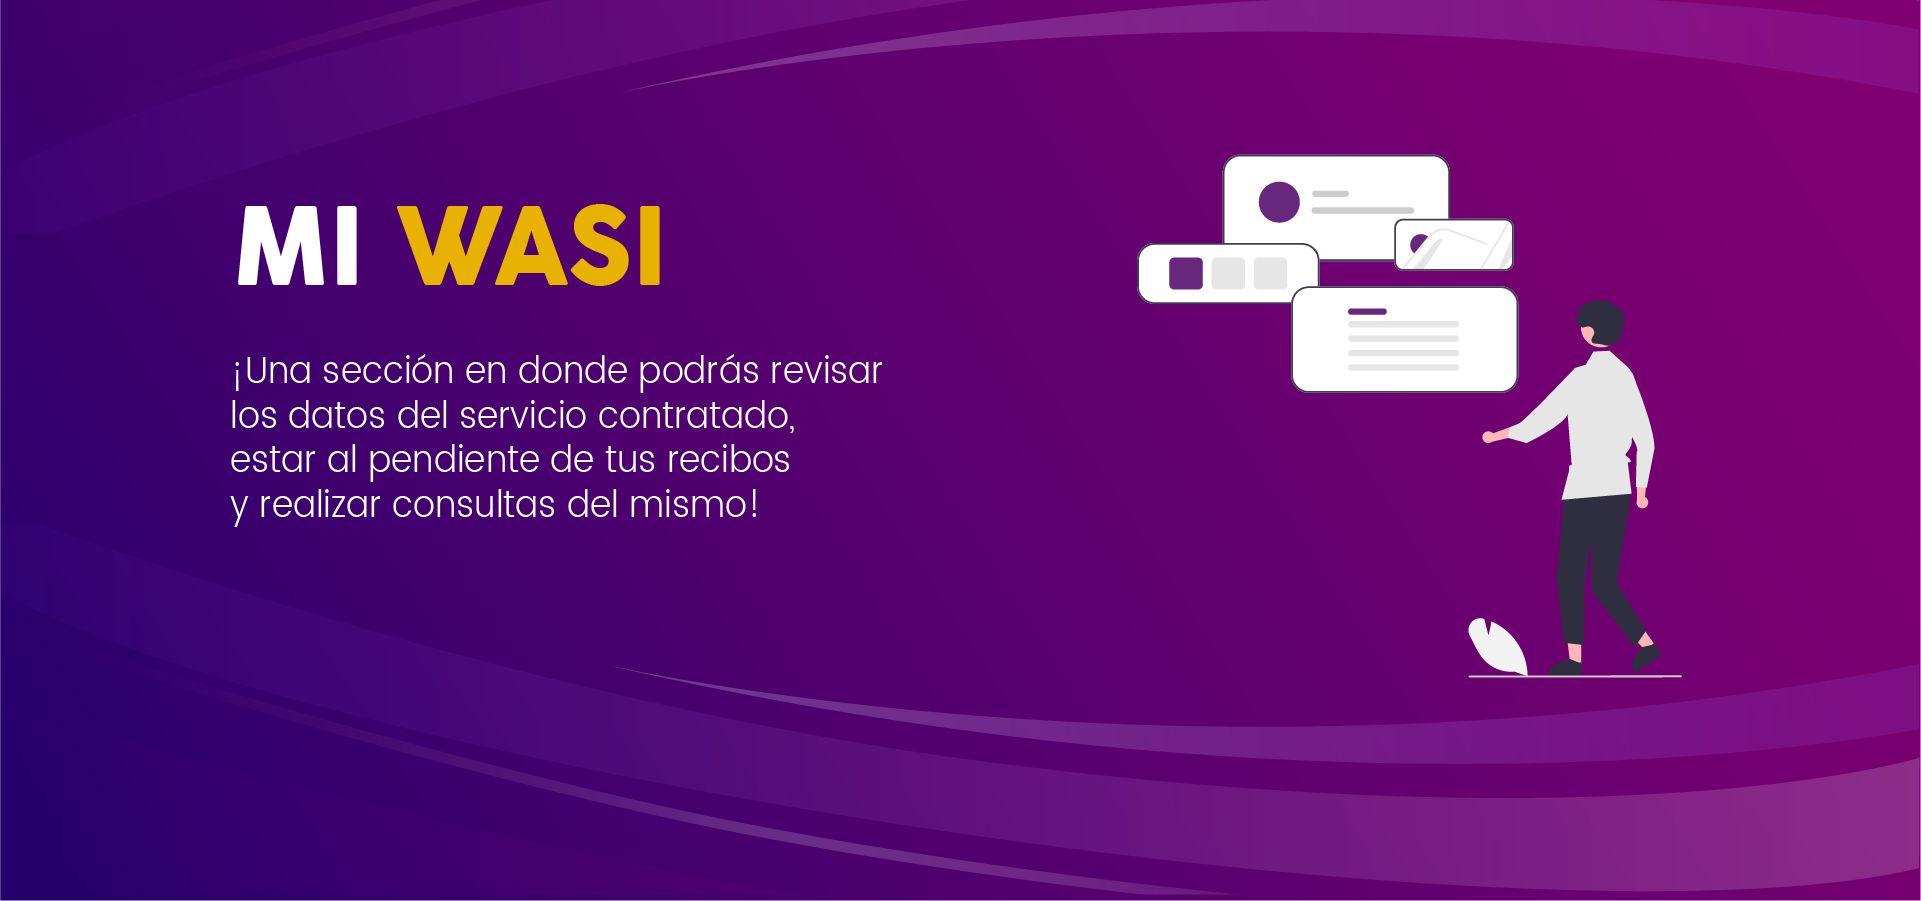 MI WASI
¡Una sección en donde podrás revisar
los datos del servicio contratado,
estar al pendiente de tus recibos
y realizar consultas del mismo!